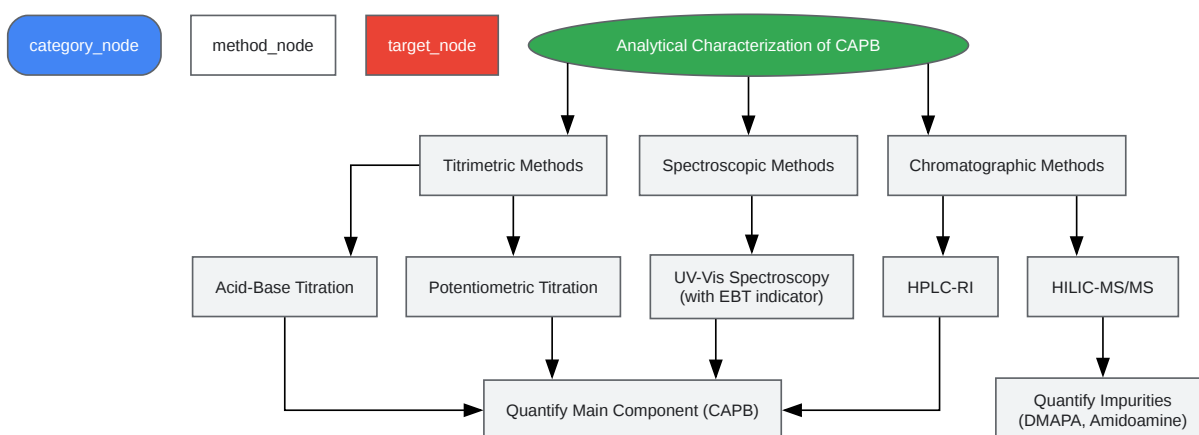 category_node
method_node
target_node
Analytical Characterization of CAPB
Titrimetric Methods
Spectroscopic Methods
Chromatographic Methods
Acid-Base Titration
Potentiometric Titration
UV-Vis Spectroscopy
(with EBT indicator)
HPLC-RI
HILIC-MS/MS
Quantify Main Component (CAPB)
Quantify Impurities
(DMAPA, Amidoamine)